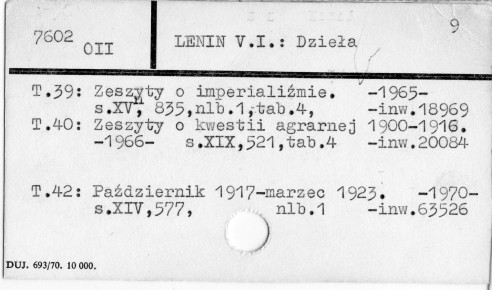 9
7602
OII
LENIN V.I.: Dzieła
T.39: Zeszyty o imperializmie. -1965-
s.XV, 835,nlb.1,tab.4, -inw.18969
T.40: Zeszyty o kwestii agrarnej 1900-1916.
-1966- s.XIX,521,tab.4 -inw.20084
T.42: Październik 1917-marzec 1923. -1970-
s.XIV,577, nlb.1 -inw.63526
DUJ. 693/70. 10 000.